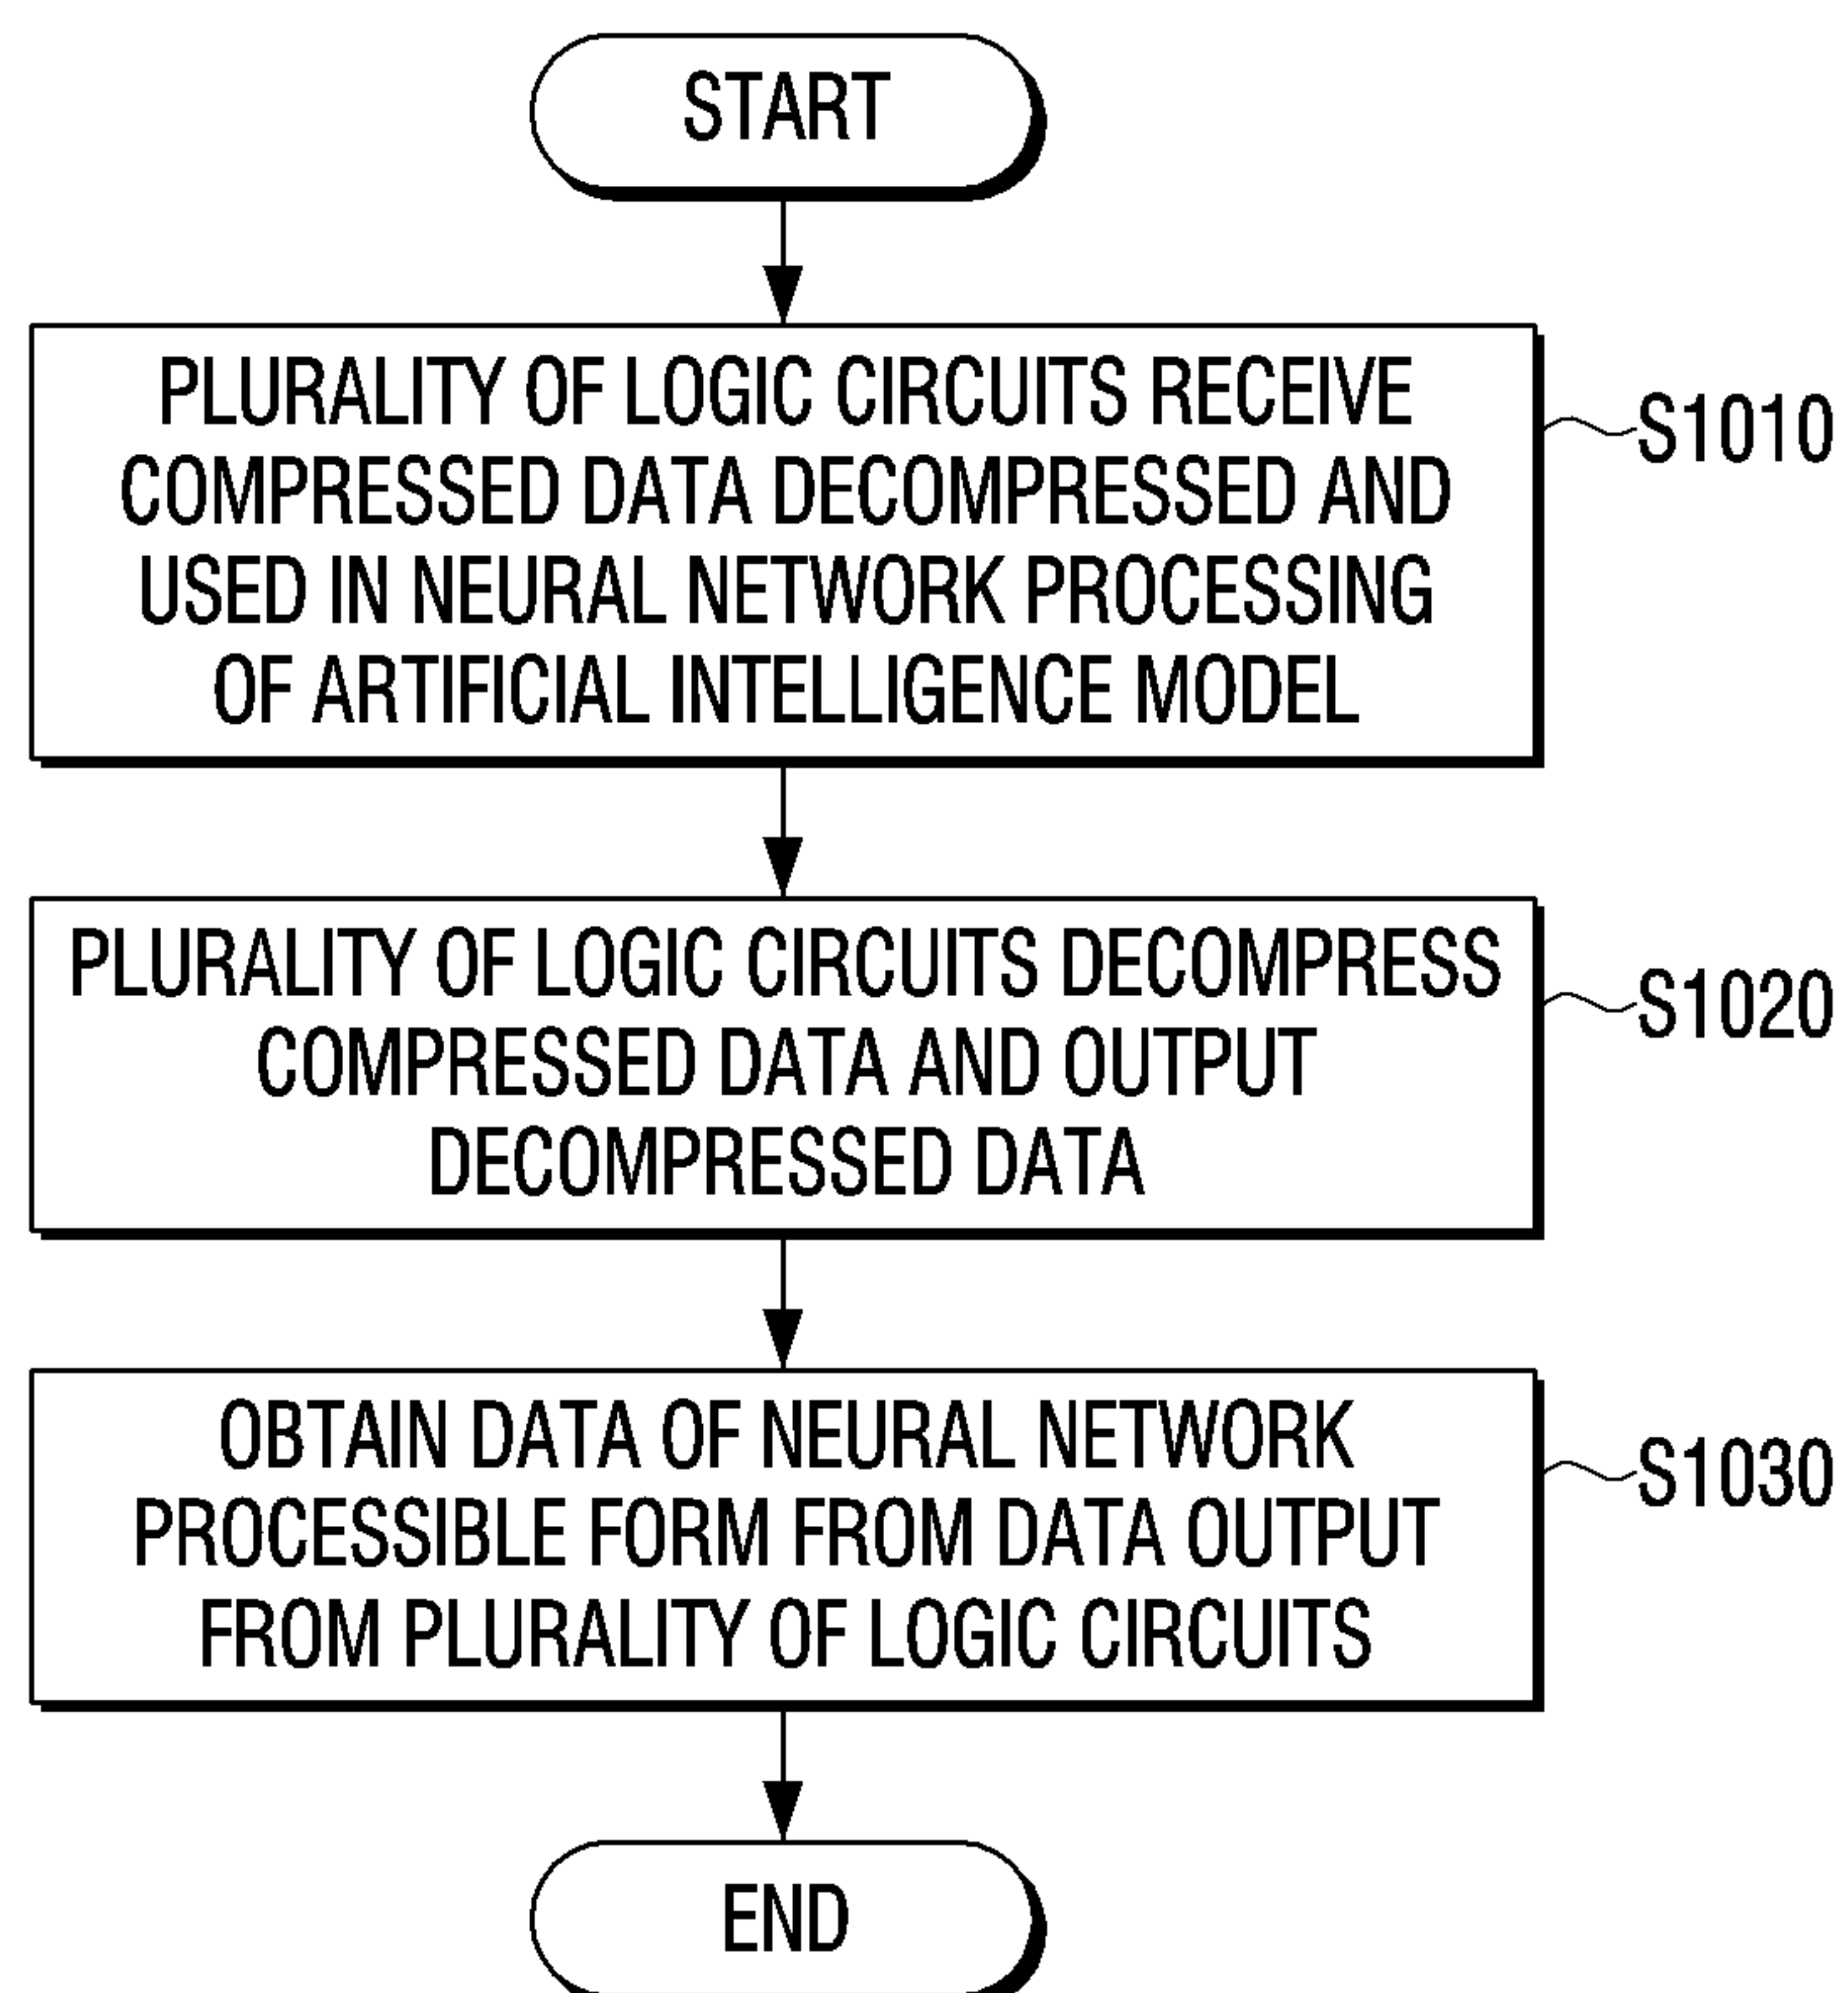 START
PLURALITY OF LOGIC CIRCUITS RECEIVE
COMPRESSED DATA DECOMPRESSED AND
USED IN NEURAL NETWORK PROCESSING
OF ARTIFICIAL INTELLIGENCE MODEL
S1010
PLURALITY OF LOGIC CIRCUITS DECOMPRESS
COMPRESSED DATA AND OUTPUT
DECOMPRESSED DATA
S1020
OBTAIN DATA OF NEURAL NETWORK
PROCESSIBLE FORM FROM DATA OUTPUT
FROM PLURALITY OF LOGIC CIRCUITS
S1030
END